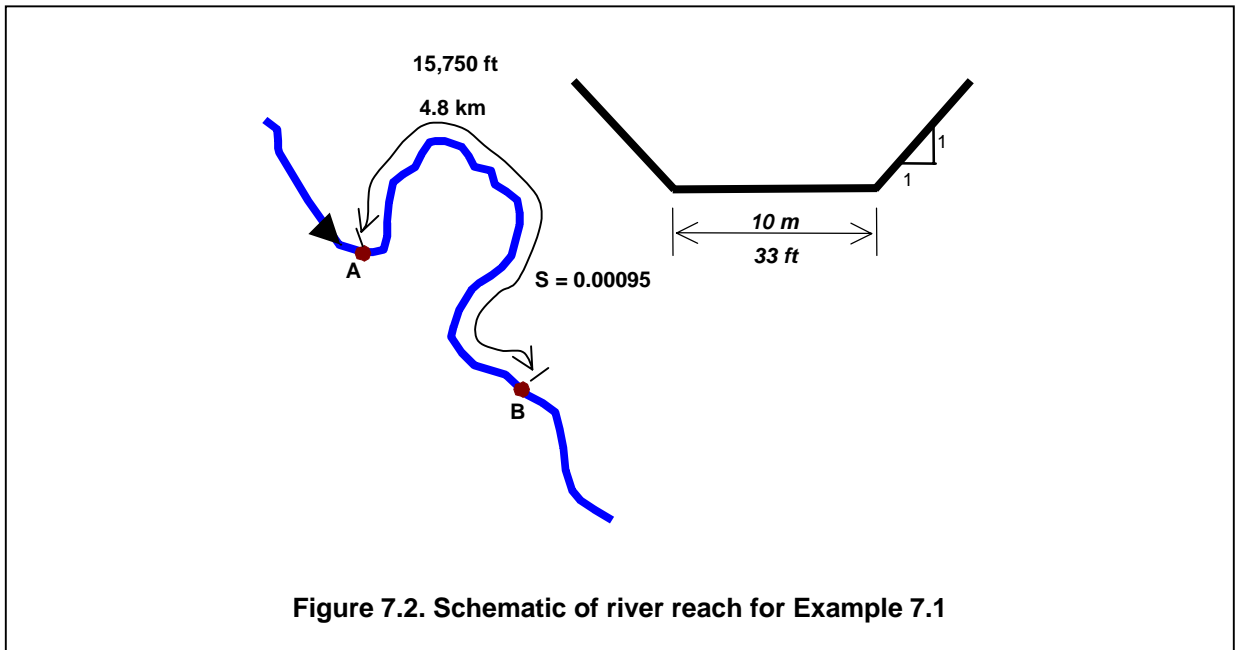 15,750 ft
4.8 km
A
S = 0.00095
B
1
1
10 m
33 ft
Figure 7.2. Schematic of river reach for Example 7.1